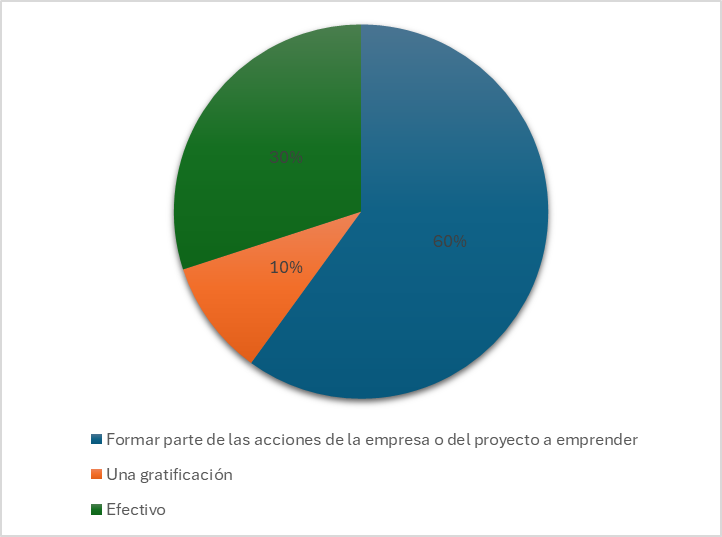 30%
60%
10%
Formar parte de las acciones de la empresa o del proyecto a emprender
Una gratificación
Efectivo